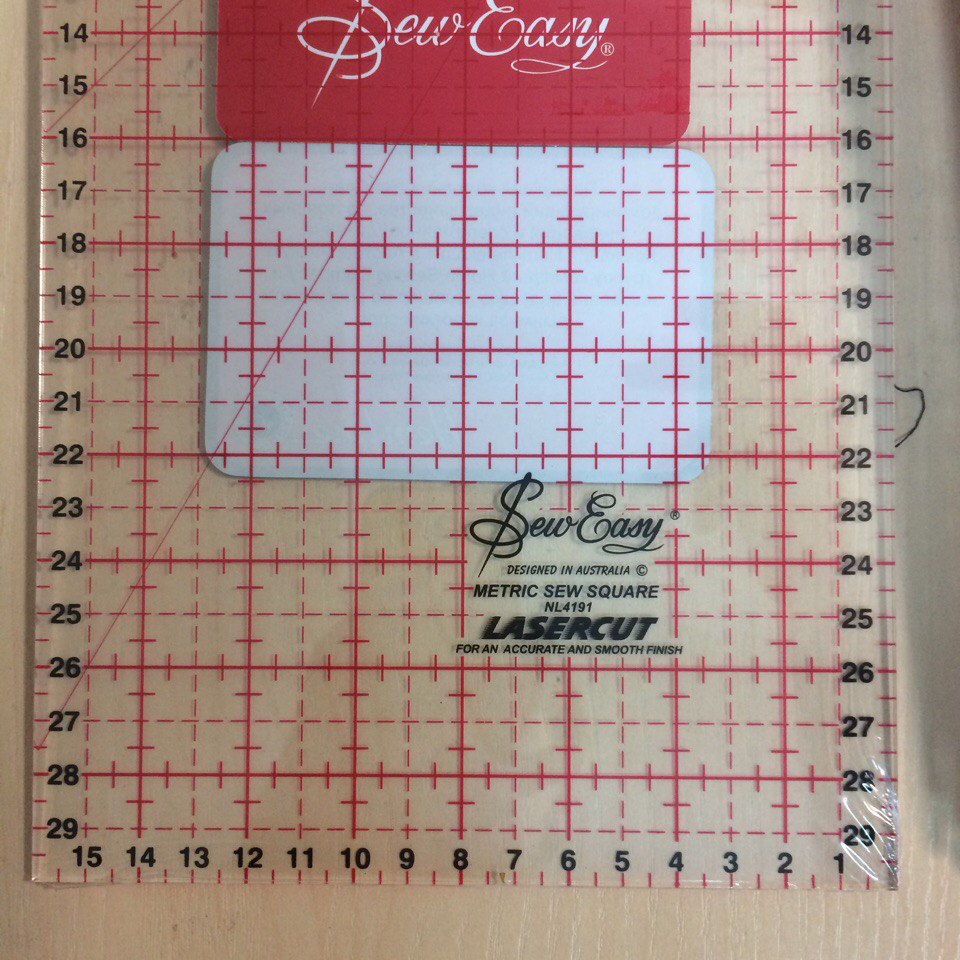 Sew Easy®
14 14
15 15
16 16
17 17
18 18
19 19
20 20
21 21
22 22
23 23
Sew Easy®
24 24
DESIGNED IN AUSTRALIA ©
METRIC SEW SQUARE
NL4191
25 25
LASERCUT
FOR AN ACCURATE AND SMOOTH FINISH
26 26
27 27
28 28
29 29
15 14 13 12 11 10 9 8 7 6 5 4 3 2 1